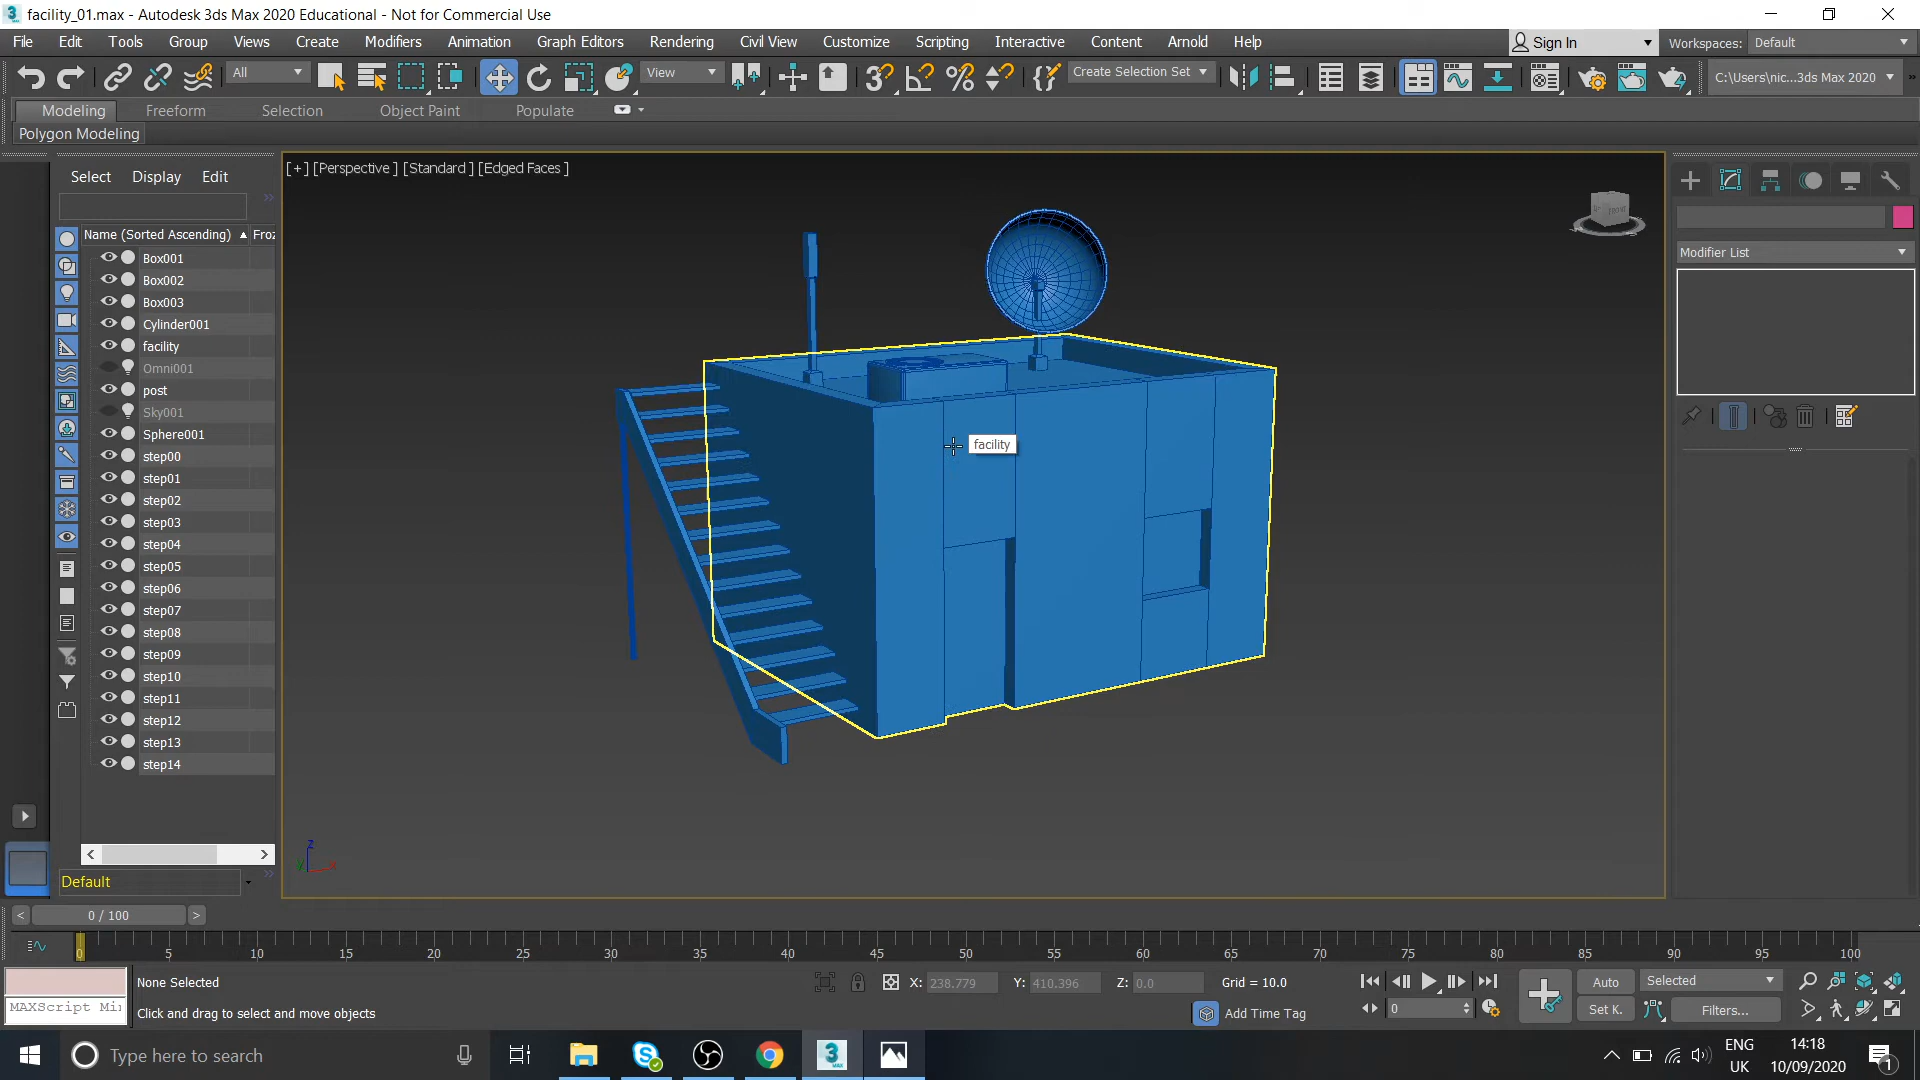 facility_01.max - Autodesk 3ds Max 2020 Educational - Not for Commercial Use
File Edit Tools Group Views Create Modifiers Animation Graph Editors Rendering Civil View Customize Scripting Interactive Content Arnold Help
Sign In
Workspaces: Default
All
View
Create Selection Set
C:\Users\nic...3ds Max 2020
Modeling Freeform Selection Object Paint Populate
Polygon Modeling
Select Display Edit
[+] [Perspective ] [Standard ] [Edged Faces ]
FRONT
Name (Sorted Ascending) Froz
Modifier List
Box001
Box002
Box003
Cylinder001
facility
Omni001
post
Sky001
Sphere001
step00
step01
step02
step03
step04
step05
step06
step07
step08
step09
step10
step11
step12
step13
step14
facility
z
y x
Default
0 / 100
0 5 10 15 20 25 30 35 40 45 50 55 60 65 70 75 80 85 90 95 100
None Selected
X: 238.779 Y: 410.396 Z: 0.0 Grid = 10.0
Auto Selected
MAXScript Mi
Click and drag to select and move objects
Add Time Tag
0
Set K. Filters...
Type here to search
3
MAX
ENG
UK
14:18
10/09/2020
1